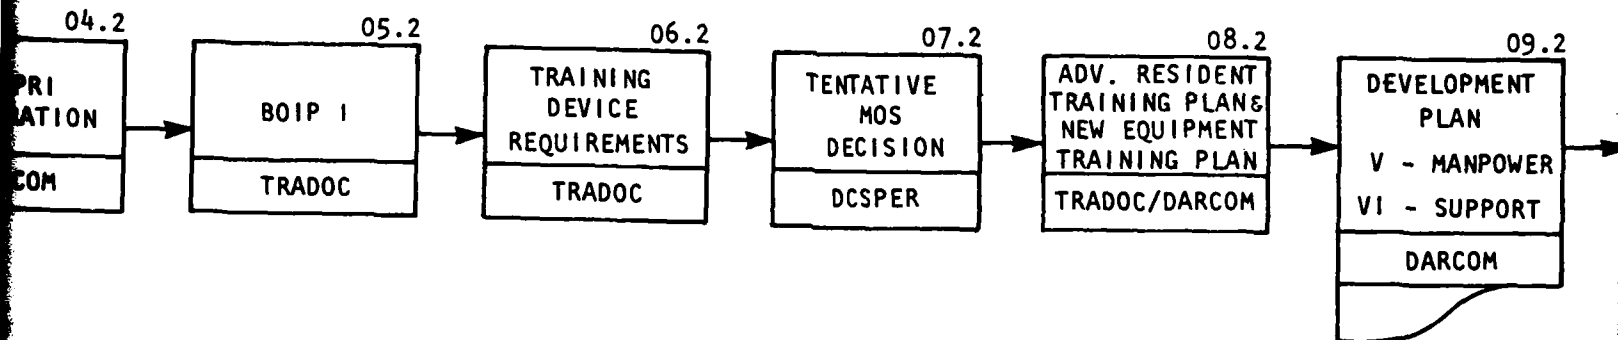 04.2
05.2
BOIP I
TRADOC
06.2
TRAINING
DEVICE
REQUIREMENTS
TRADOC
07.2
TENTATIVE
MOS
DECISION
DCSPER
08.2
ADV. RESIDENT
TRAINING PLAN&
NEW EQUIPMENT
TRAINING PLAN
TRADOC/DARCOM
09.2
DEVELOPMENT
PLAN
V - MANPOWER
VI - SUPPORT
DARCOM